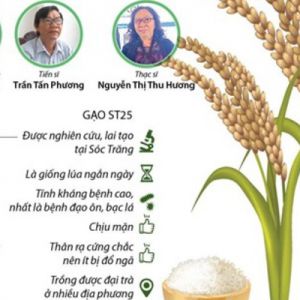 Tiến sĩ
Trần Tấn Phương
Thạc sĩ
Nguyễn Thị Thu Hương
GẠO ST25
Được nghiên cứu, lai tạo
tại Sóc Trăng
Là giống lúa ngắn ngày
Tính kháng bệnh cao,
nhất là bệnh đạo ôn, bạc lá
Chịu mặn
Thân rạ cứng chắc
nên ít bị đổ ngã
Trồng được đại trà
ở nhiều địa phương